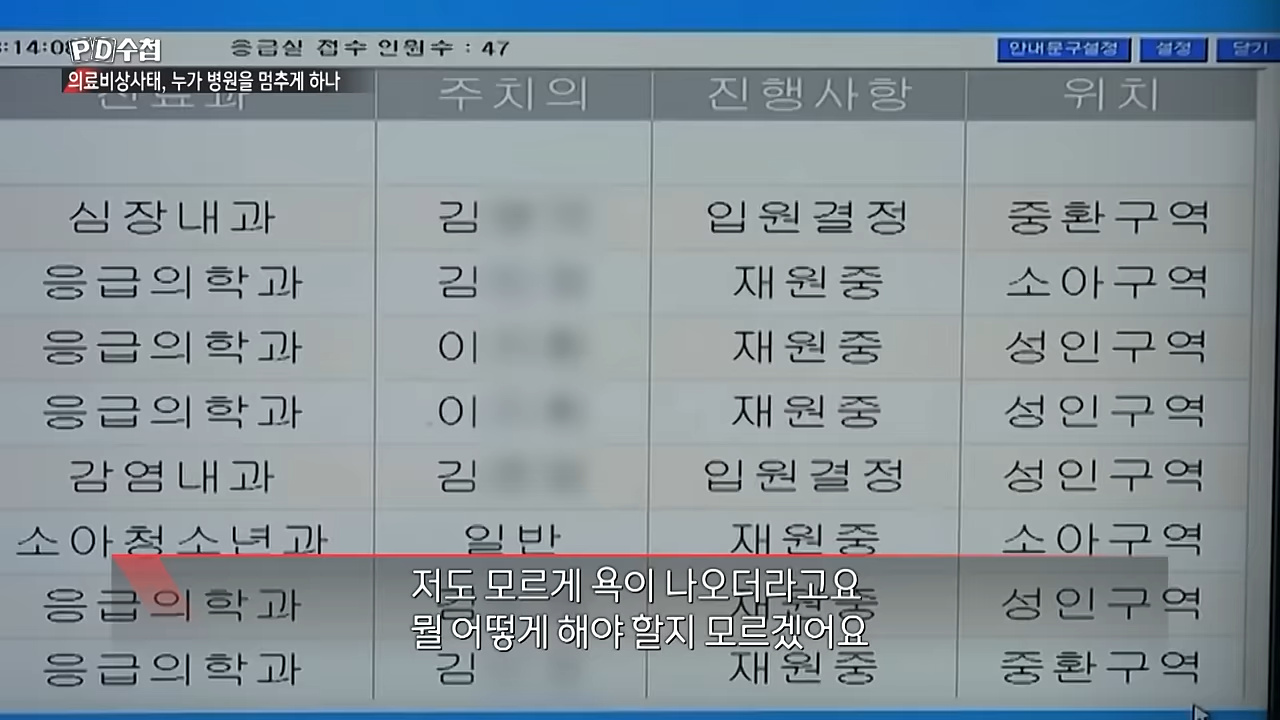 :14:08 응급실 접수 인원수 : 47 안내문구설정 설정 닫기
PD수첩
의료비상사태, 누가 병원을 멈추게 하나
진료과 주치의 진행사항 위치
심장내과 김 입원결정 중환구역
응급의학과 김 재원중 소아구역
응급의학과 이 재원중 성인구역
응급의학과 이 재원중 성인구역
감염내과 김 입원결정 성인구역
소아청소년과 일반 재원중 소아구역
응급의학과 김 재원중 성인구역
응급의학과 김 재원중 중환구역
저도 모르게 욕이 나오더라고요
뭘 어떻게 해야 할지 모르겠어요